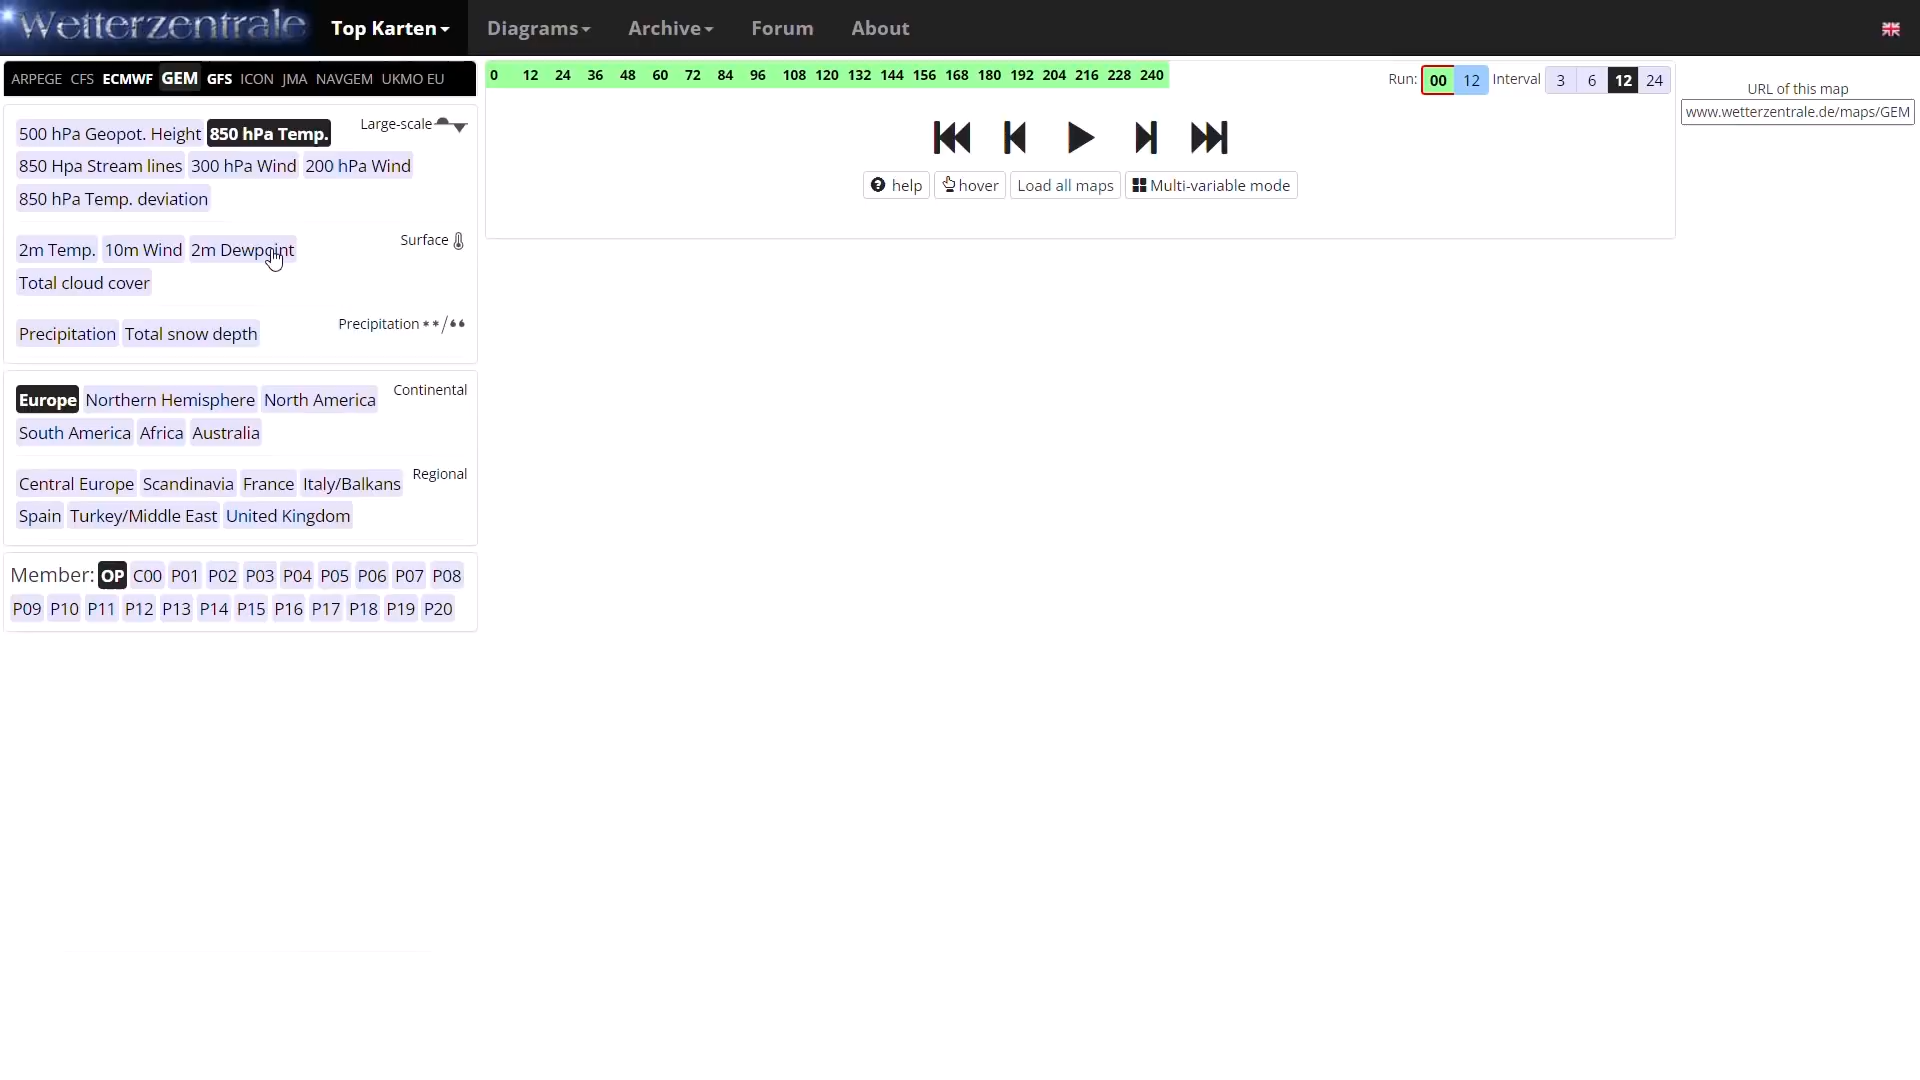 Wetterzentrale Top Karten Diagrams Archive Forum About
ARPEGE CFS ECMWF GEM GFS ICON JMA NAVGEM UKMO EU
500 hPa Geopot. Height 850 hPa Temp. Large-scale
850 Hpa Stream lines 300 hPa Wind 200 hPa Wind
850 hPa Temp. deviation
2m Temp. 10m Wind 2m Dewpoint Surface
Total cloud cover
Precipitation Total snow depth Precipitation
Europe Northern Hemisphere North America Continental
South America Africa Australia
Central Europe Scandinavia France Italy/Balkans Regional
Spain Turkey/Middle East United Kingdom
Member: OP C00 P01 P02 P03 P04 P05 P06 P07 P08
P09 P10 P11 P12 P13 P14 P15 P16 P17 P18 P19 P20
0 12 24 36 48 60 72 84 96 108 120 132 144 156 168 180 192 204 216 228 240
Run: 00 12 Interval 3 6 12 24
help hover Load all maps Multi-variable mode
URL of this map
www.wetterzentrale.de/maps/GEM